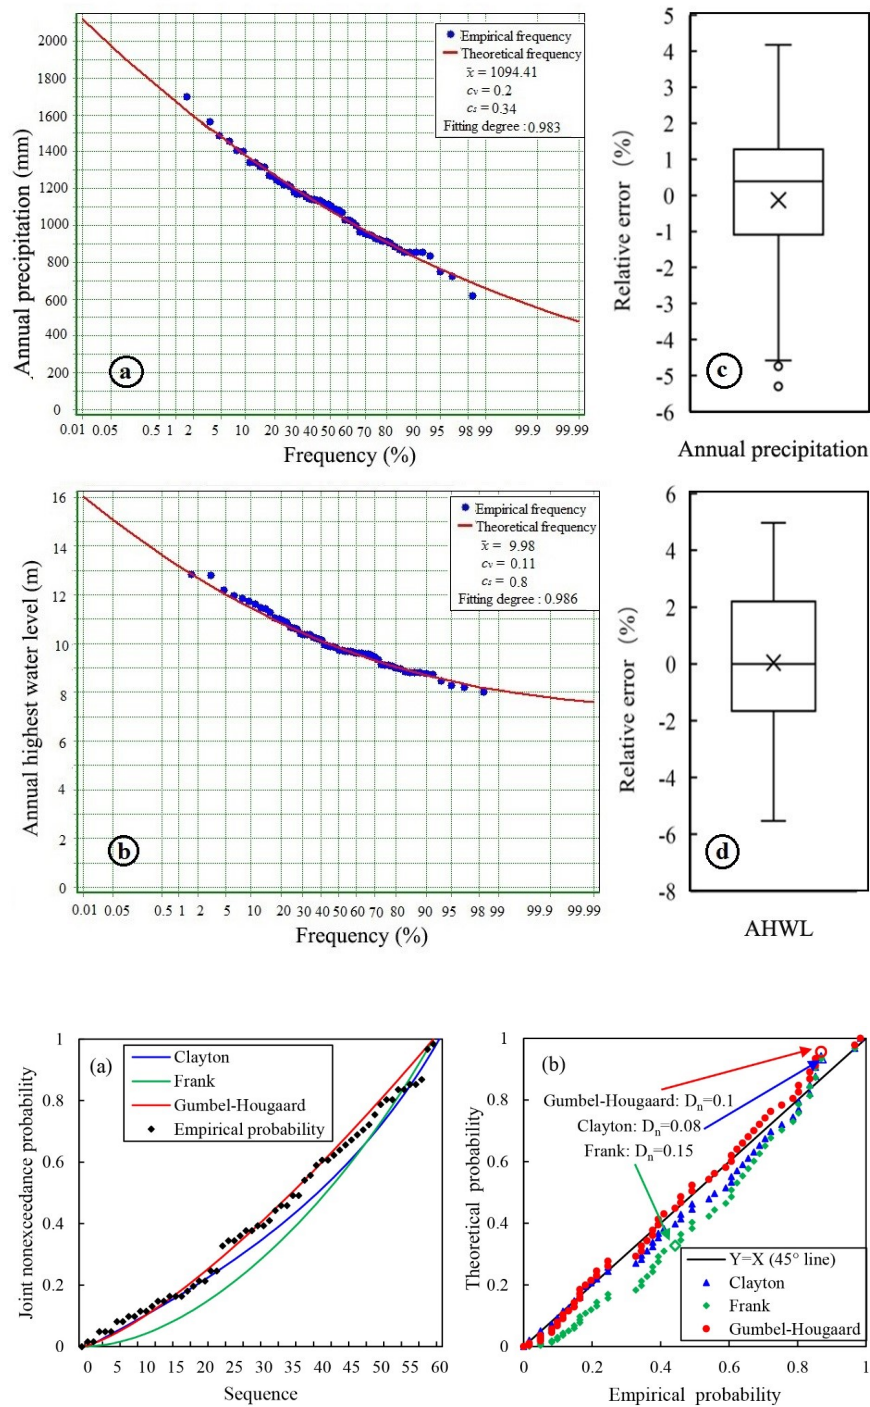 2000
1800
1600
1400
1200
1000
800
600
400
200
0
Annual precipitation (mm)
Empirical frequency
Theoretical frequency
x̄ = 1094.41
cv = 0.2
cs = 0.34
Fitting degree : 0.983
a
0.01 0.05 0.5 1 2 5 10 20 30 40 50 60 70 80 90 95 98 99 99.9 99.99
Frequency (%)
5
4
3
2
1
0
-1
-2
-3
-4
-5
-6
Relative error (%)
c
Annual precipitation
16
14
12
10
8
6
4
2
0
Annual highest water level (m)
Empirical frequency
Theoretical frequency
x̄ = 9.98
cv = 0.11
cs = 0.8
Fitting degree : 0.986
b
0.01 0.05 0.5 1 2 5 10 20 30 40 50 60 70 80 90 95 98 99 99.9 99.99
Frequency (%)
6
4
2
0
-2
-4
-6
-8
Relative error (%)
d
AHWL
1
0.8
0.6
0.4
0.2
0
Joint nonexceedance probability
(a)
Clayton
Frank
Gumbel-Hougaard
Empirical probability
0 5 10 15 20 25 30 35 40 45 50 55 60
Sequence
1
0.8
0.6
0.4
0.2
0
Theoretical probability
(b)
Gumbel-Hougaard: Dn=0.1
Clayton: Dn=0.08
Frank: Dn=0.15
Y=X (45° line)
Clayton
Frank
Gumbel-Hougaard
0 0.2 0.4 0.6 0.8 1
Empirical probability